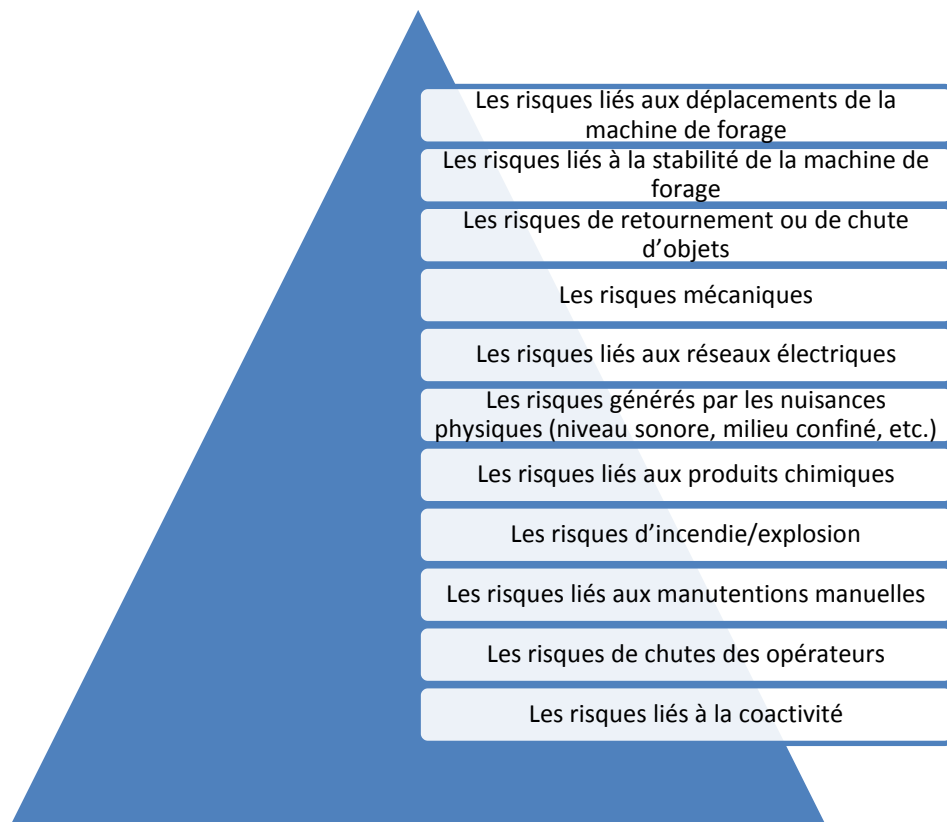 Les risques liés aux déplacements de la
machine de forage
Les risques liés à la stabilité de la machine de
forage
Les risques de retournement ou de chute
d’objets
Les risques mécaniques
Les risques liés aux réseaux électriques
Les risques générés par les nuisances
physiques (niveau sonore, milieu confiné, etc.)
Les risques liés aux produits chimiques
Les risques d’incendie/explosion
Les risques liés aux manutentions manuelles
Les risques de chutes des opérateurs
Les risques liés à la coactivité